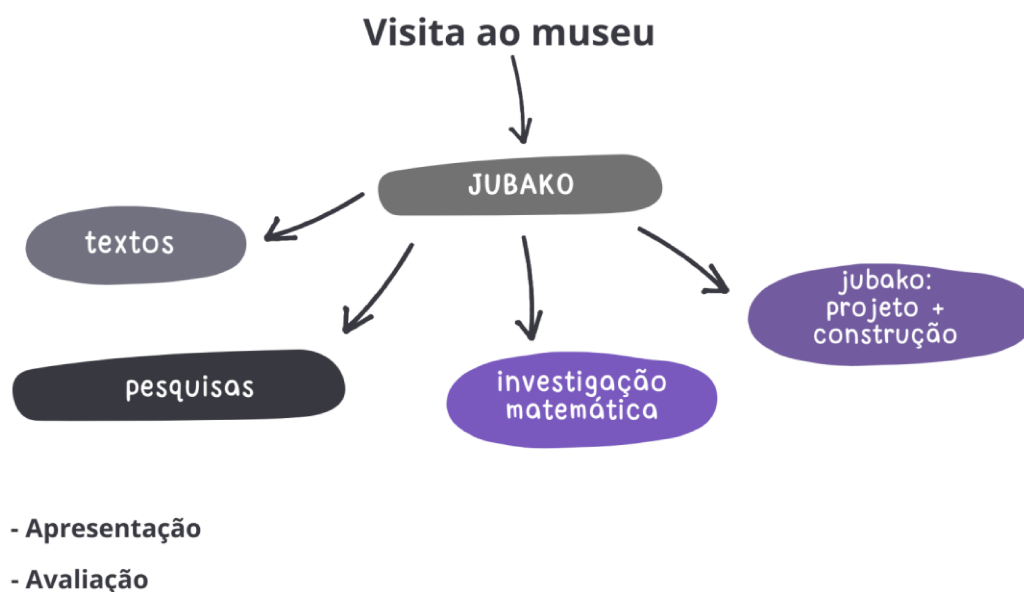 Visita ao museu
JUBAKO
textos
jubako:
projeto +
construção
pesquisas
investigação
matemática
- Apresentação
- Avaliação